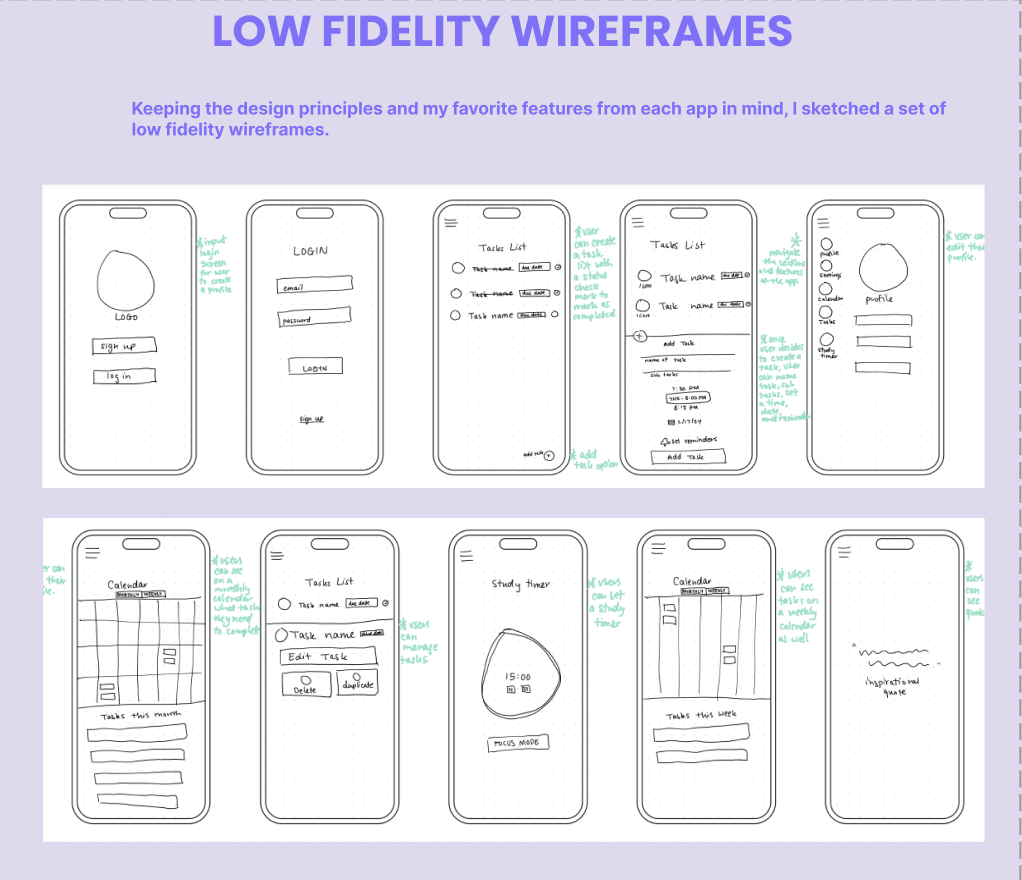 LOW FIDELITY WIREFRAMES
Keeping the design principles and my favorite features from each app in mind, I sketched a set of
low fidelity wireframes.
LOGO
sign up
log in
*input
login
screen
for user
to create
a profile
LOGIN
email
password
LOGIN
sign up
Tasks List
Task name due date
Task name due date
Task name due date
add task +
*user
can create
a task
list with
a status
check
mark to
mark as
completed
*add
task option
Tasks List
Task name due date
ICON
Task name due date
ICON
+
Add Task
name of task
sub tasks
7:30 PM
8:15 PM
set reminders
Add Task
*
navigate
the sections
and features
of the app.
*once
user decides
to create a
task, user
can name
task, sub
tasks, set
a time,
date,
and reminder
profile
settings
calendar
Tasks
study
timer
profile
*user can
edit their
profile.
er can
their
le.
Calendar
MONTHLY WEEKLY
Tasks this month
*users
can see
on a
monthly
calendar
what tasks
they need
to complete
Tasks List
Task name due date
Task name due date
Edit Task
Delete
duplicate
*users
can
manage
tasks
Study timer
15:00
FOCUS MODE
*users
can set
a study
timer
Calendar
MONTHLY WEEKLY
Tasks this week
*users
can see
tasks on
a weekly
calendar
as well
"
"
inspirational
quote
*
users
can
see
quote